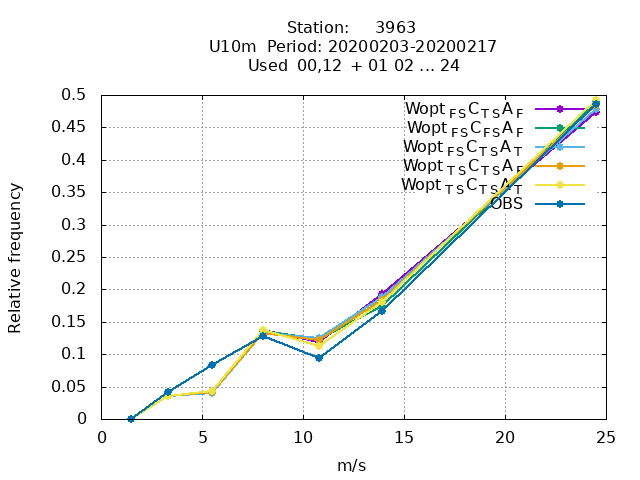 Station: 3963
U10m Period: 20200203-20200217
Used 00,12 + 01 02 ... 24
0.5
0.45
0.4
0.35
0.3
0.25
0.2
0.15
0.1
0.05
0
Relative frequency
Wopt FS C TS A F
Wopt FS C FS A F
Wopt FS C TS A T
Wopt TS C TS A F
Wopt TS C TS A T
OBS
0 5 10 15 20 25
m/s